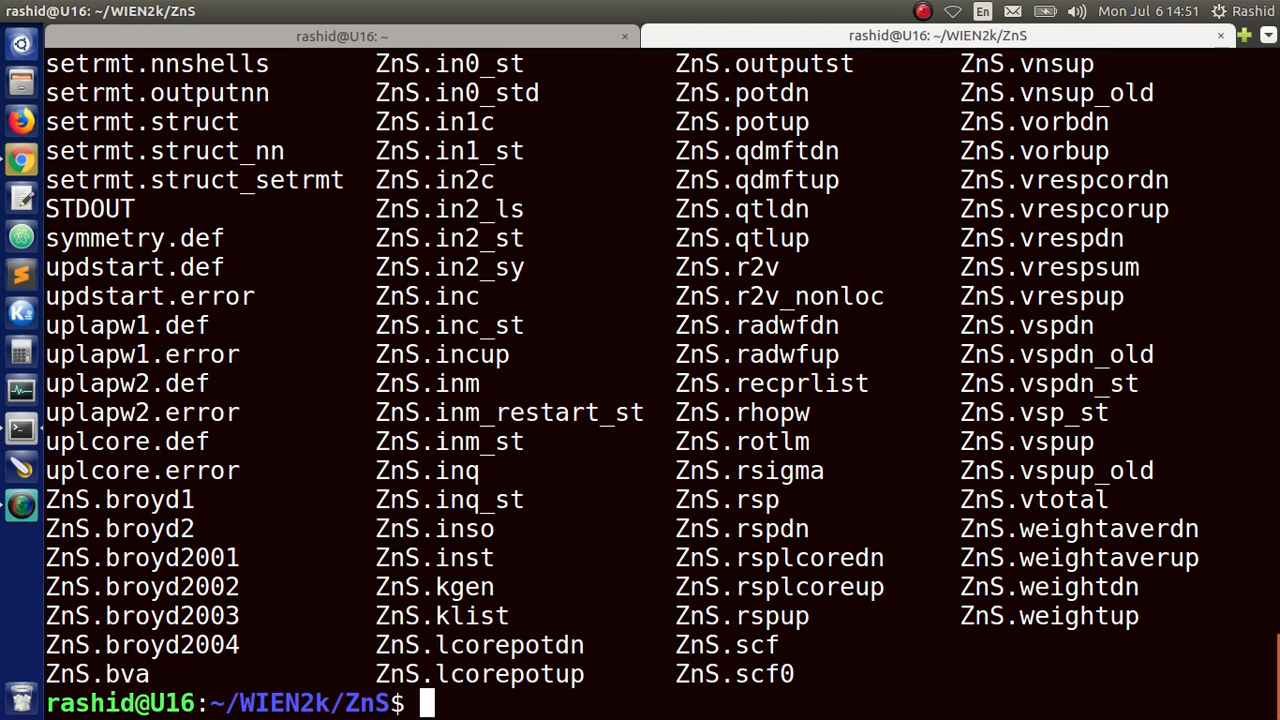 rashid@U16: ~/WIEN2k/ZnS En Mon Jul 6 14:51 Rashid
rashid@U16: ~ × rashid@U16: ~/WIEN2k/ZnS ×
setrmt.nnshells ZnS.in0_st ZnS.outputst ZnS.vnsup
setrmt.outputnn ZnS.in0_std ZnS.potdn ZnS.vnsup_old
setrmt.struct ZnS.in1c ZnS.potup ZnS.vorbdn
setrmt.struct_nn ZnS.in1_st ZnS.qdmftdn ZnS.vorbup
setrmt.struct_setrmt ZnS.in2c ZnS.qdmftup ZnS.vrespcordn
STDOUT ZnS.in2_ls ZnS.qtldn ZnS.vrespcorup
symmetry.def ZnS.in2_st ZnS.qtlup ZnS.vrespdn
updstart.def ZnS.in2_sy ZnS.r2v ZnS.vrespsum
updstart.error ZnS.inc ZnS.r2v_nonloc ZnS.vrespup
uplapw1.def ZnS.inc_st ZnS.radwfdn ZnS.vspdn
uplapw1.error ZnS.incup ZnS.radwfup ZnS.vspdn_old
uplapw2.def ZnS.inm ZnS.recprlist ZnS.vspdn_st
uplapw2.error ZnS.inm_restart_st ZnS.rhopw ZnS.vsp_st
uplcore.def ZnS.inm_st ZnS.rotlm ZnS.vspup
uplcore.error ZnS.inq ZnS.rsigma ZnS.vspup_old
ZnS.broyd1 ZnS.inq_st ZnS.rsp ZnS.vtotal
ZnS.broyd2 ZnS.inso ZnS.rspdn ZnS.weightaverdn
ZnS.broyd2001 ZnS.inst ZnS.rsplcoredn ZnS.weightaverup
ZnS.broyd2002 ZnS.kgen ZnS.rsplcoreup ZnS.weightdn
ZnS.broyd2003 ZnS.klist ZnS.rspup ZnS.weightup
ZnS.broyd2004 ZnS.lcorepotdn ZnS.scf
ZnS.bva ZnS.lcorepotup ZnS.scf0
rashid@U16:~/WIEN2k/ZnS$